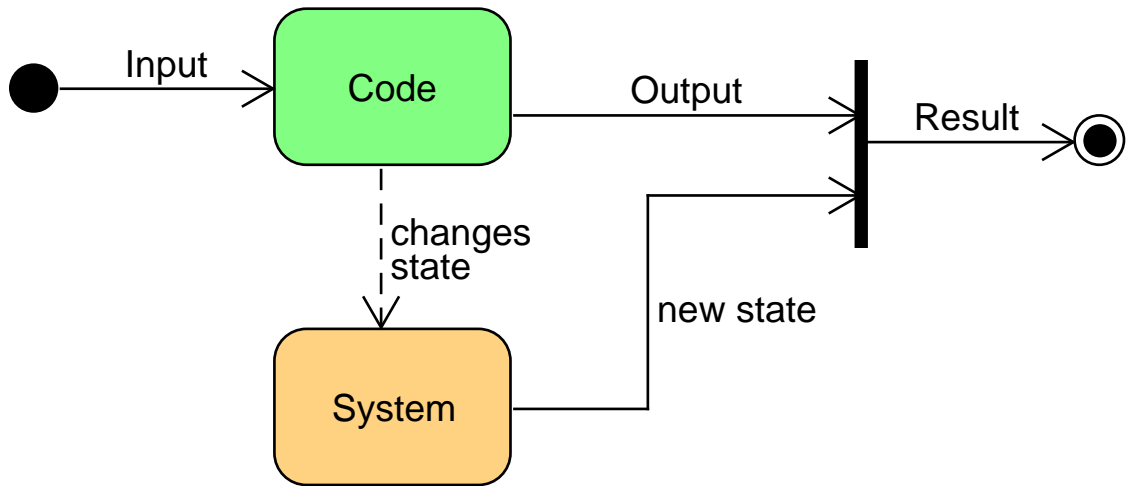 Input
Code
Output
Result
changes
state
new state
System